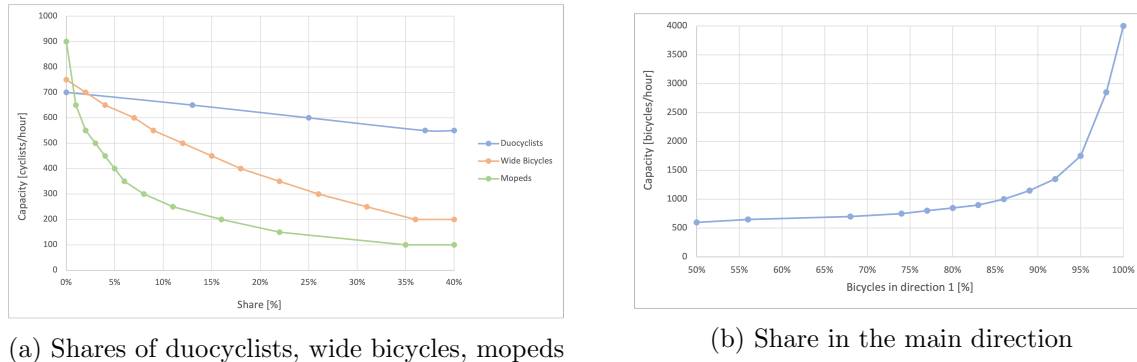 1000
900
800
700
600
500
400
300
200
100
0
Capacity [cyclists/hour]
0% 5% 10% 15% 20% 25% 30% 35% 40%
Share [%]
Duocyclists
Wide Bicycles
Mopeds
(a) Shares of duocyclists, wide bicycles, mopeds
4000
3500
3000
2500
2000
1500
1000
500
0
Capacity [bicycles/hour]
50% 55% 60% 65% 70% 75% 80% 85% 90% 95% 100%
Bicycles in direction 1 [%]
(b) Share in the main direction